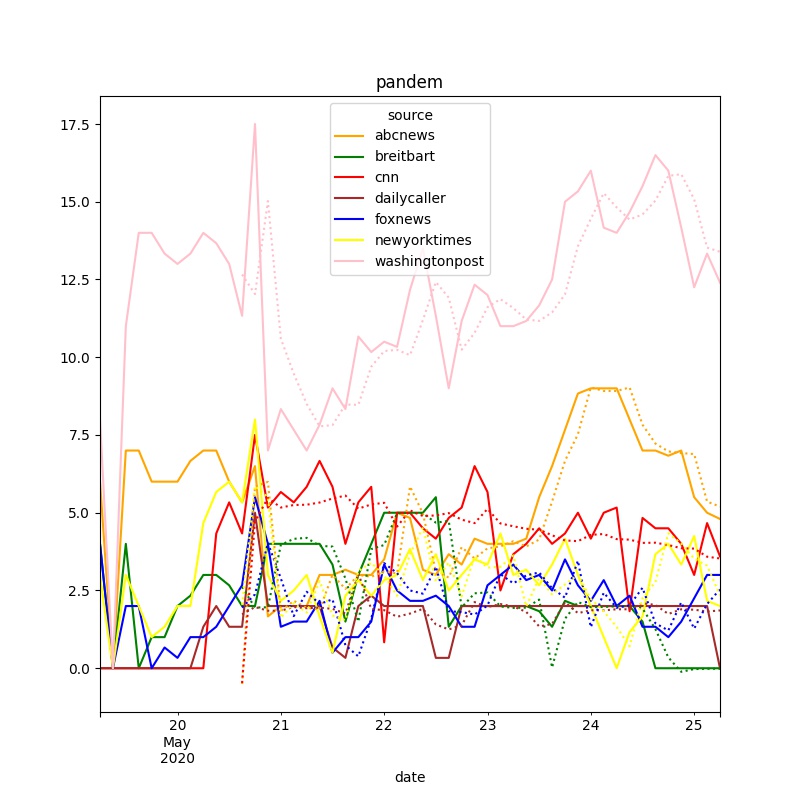 pandem
source
abcnews
breitbart
cnn
dailycaller
foxnews
newyorktimes
washingtonpost
17.5
15.0
12.5
10.0
7.5
5.0
2.5
0.0
20 21 22 23 24 25
May
2020
date